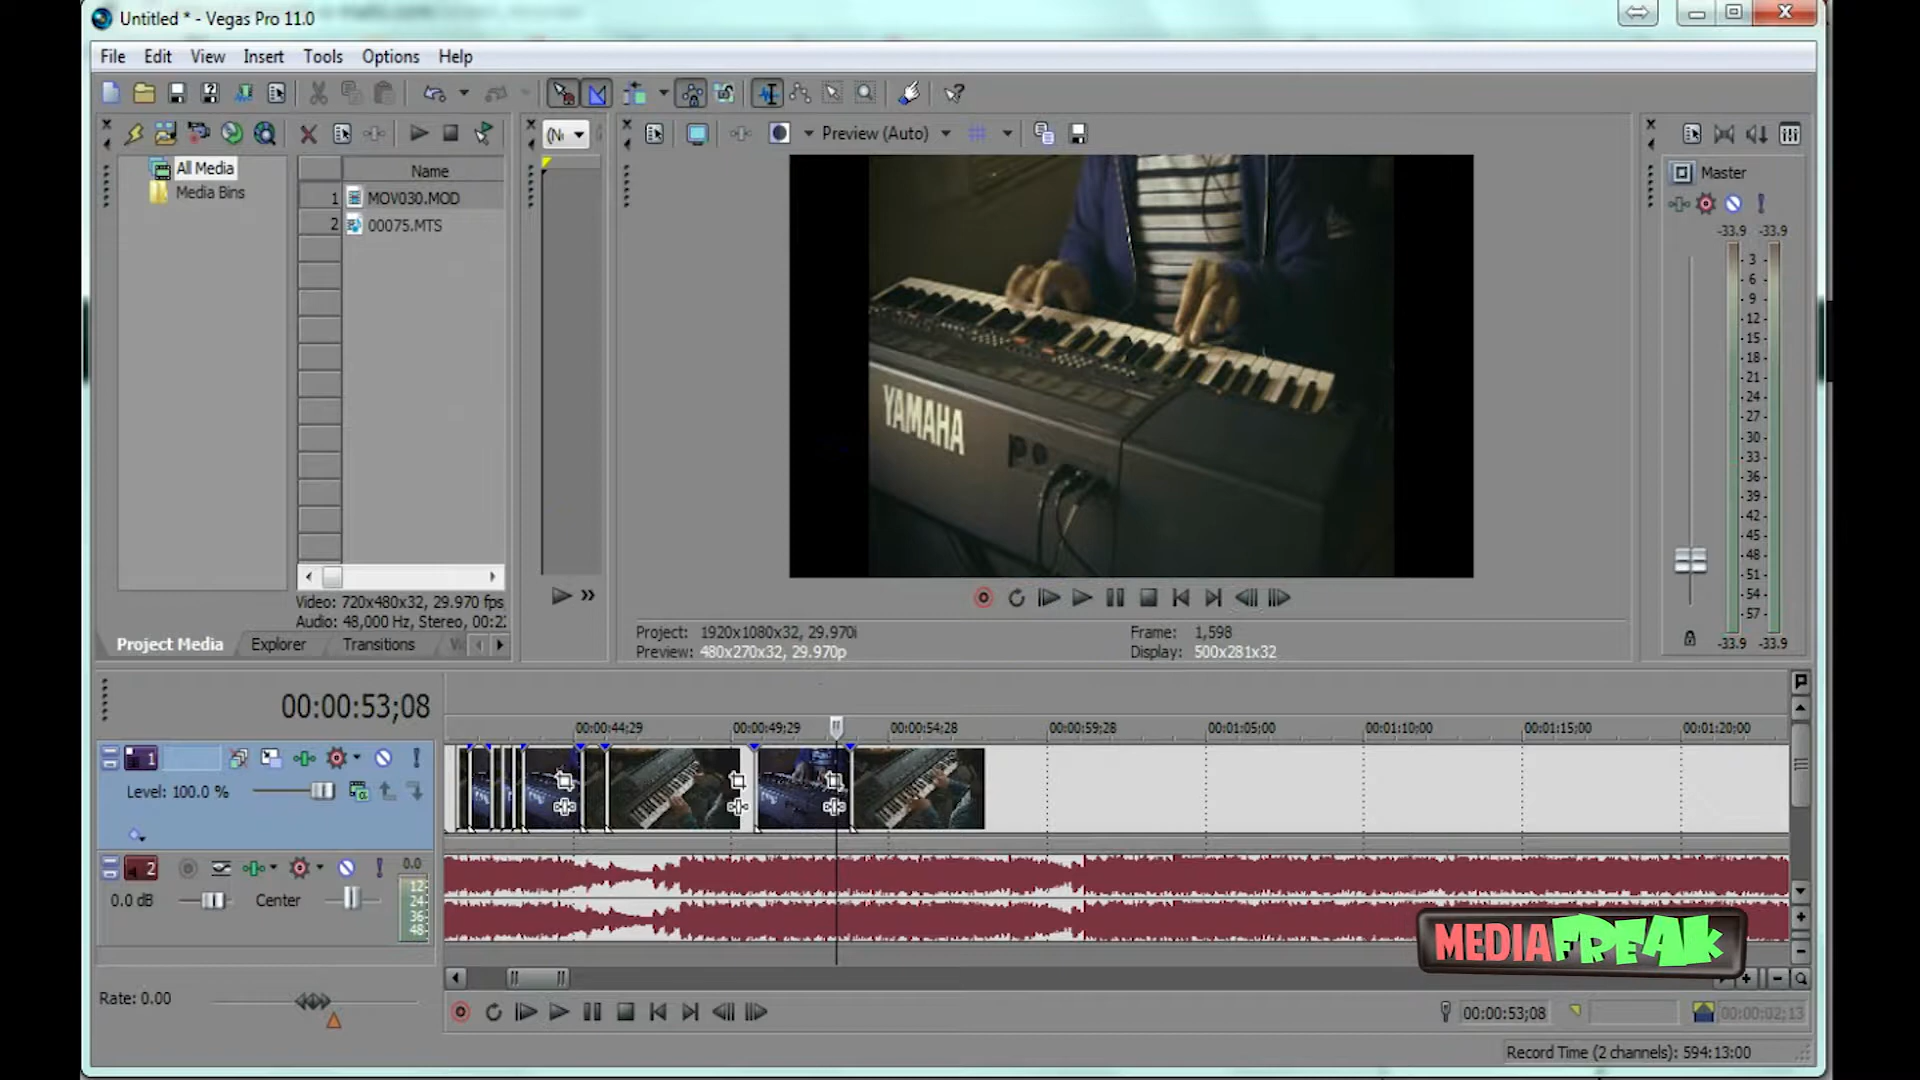 Untitled * - Vegas Pro 11.0
File Edit View Insert Tools Options Help
Preview (Auto)
All Media
Media Bins
Name
1 MOV030.MOD
2 00075.MTS
Video: 720x480x32, 29.970 fps,
Audio: 48,000 Hz, Stereo, 00:2
Project Media Explorer Transitions
YAMAHA
Project: 1920x1080x32, 29.970i
Preview: 480x270x32, 29.970p
Frame: 1,598
Display: 500x281x32
Master
-33.9 -33.9
3
6
9
12
15
18
21
24
27
30
33
36
39
42
45
48
51
54
57
-33.9 -33.9
00:00:53;08
00:00:44;29 00:00:49;29 00:00:54;28 00:00:59;28 00:01:05;00 00:01:10;00 00:01:15;00 00:01:20;00
1
Level: 100.0 %
2
0.0
0.0 dB Center
12
24
36
48
MEDIAFREAK
Rate: 0.00
00:00:53;08
00:00:02;13
Record Time (2 channels): 594:13:00